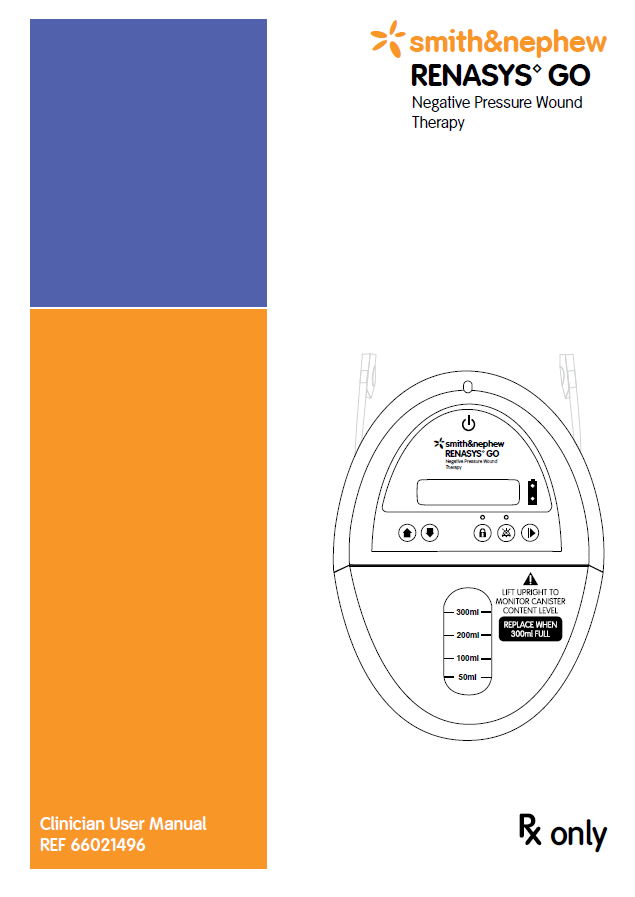 smith&nephew
RENASYS◇ GO
Negative Pressure Wound
Therapy
smith&nephew
RENASYS◇ GO
Negative Pressure Wound
Therapy
LIFT UPRIGHT TO
MONITOR CANISTER
CONTENT LEVEL
REPLACE WHEN
300ml FULL
300ml
200ml
100ml
50ml
Clinician User Manual
REF 66021496
Rx only